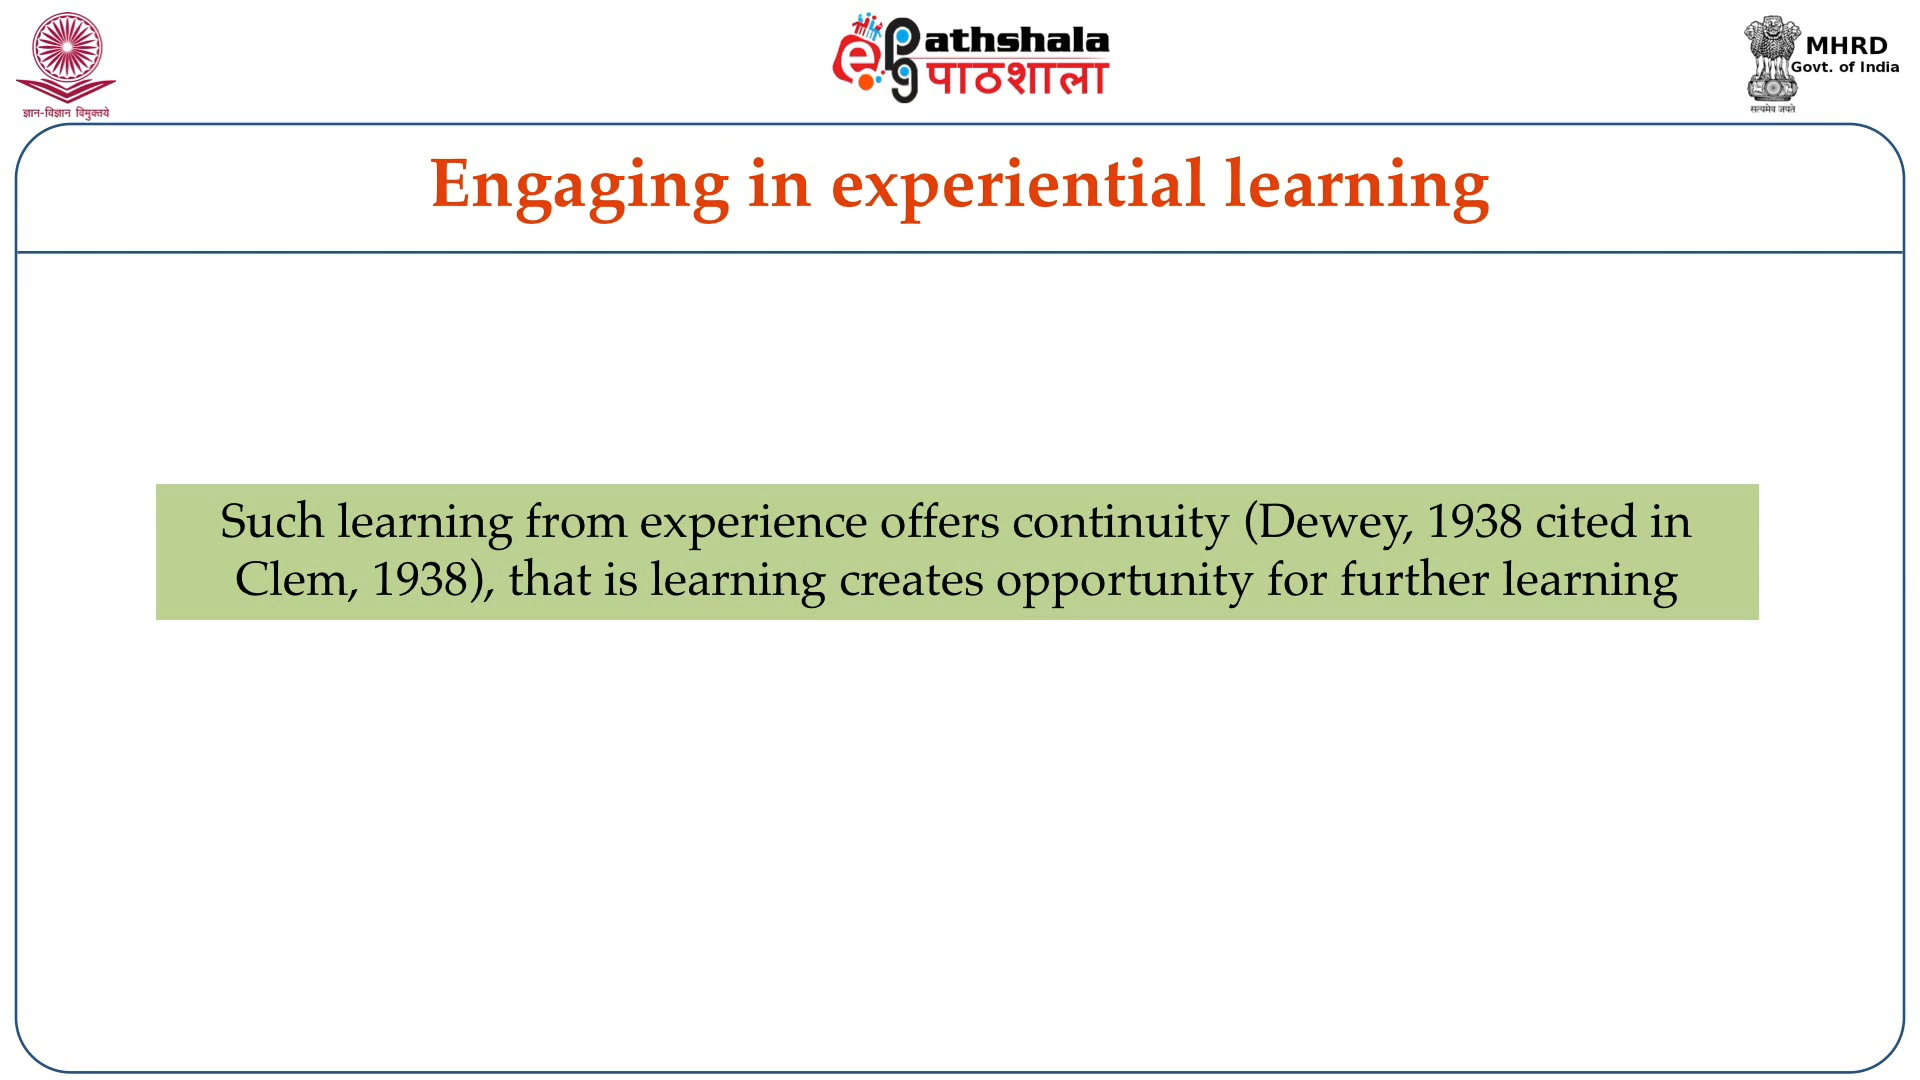 ज्ञान-विज्ञान विमुक्तये
e
pg
athshala
पाठशाला
MHRD
Govt. of India
सत्यमेव जयते
Engaging in experiential learning
Such learning from experience offers continuity (Dewey, 1938 cited in
Clem, 1938), that is learning creates opportunity for further learning